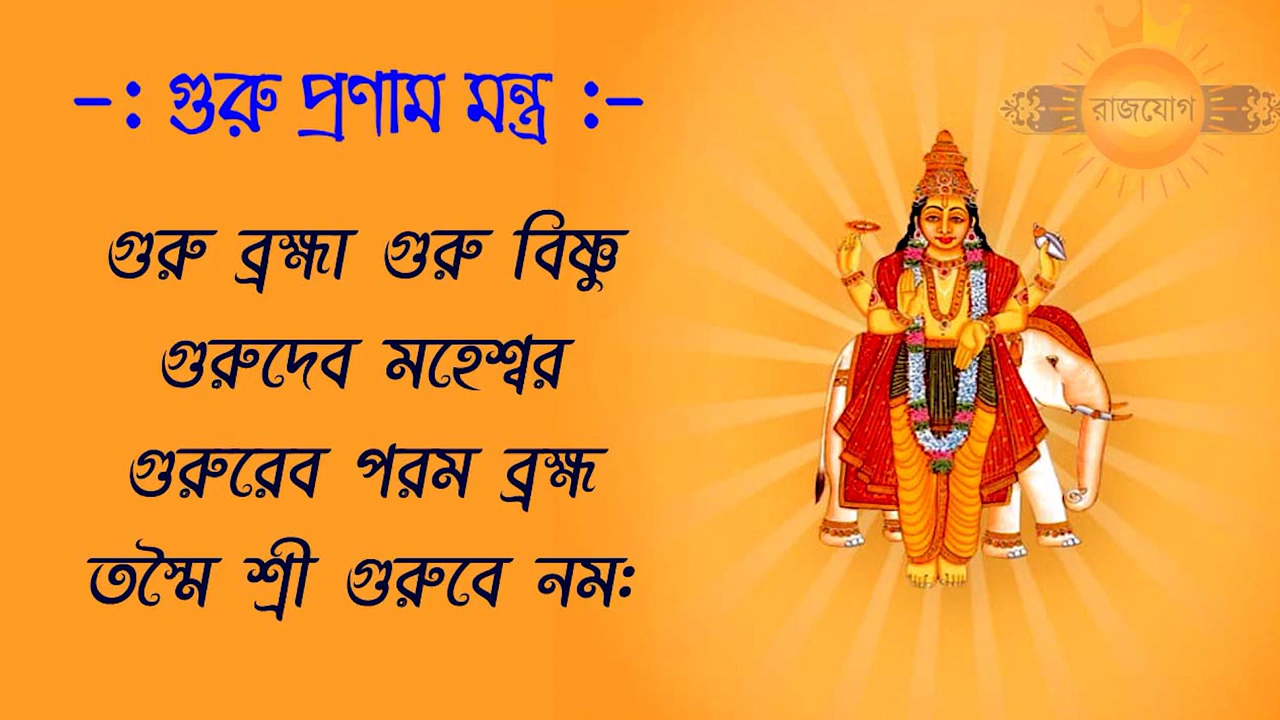 -: গুরু প্রণাম মন্ত্র :-
রাজযোগ
গুরু ব্রহ্মা গুরু বিষ্ণু
গুরুদেব মহেশ্বর
গুরুরেব পরম ব্রহ্ম
তস্মৈ শ্রী গুরুবে নমঃ